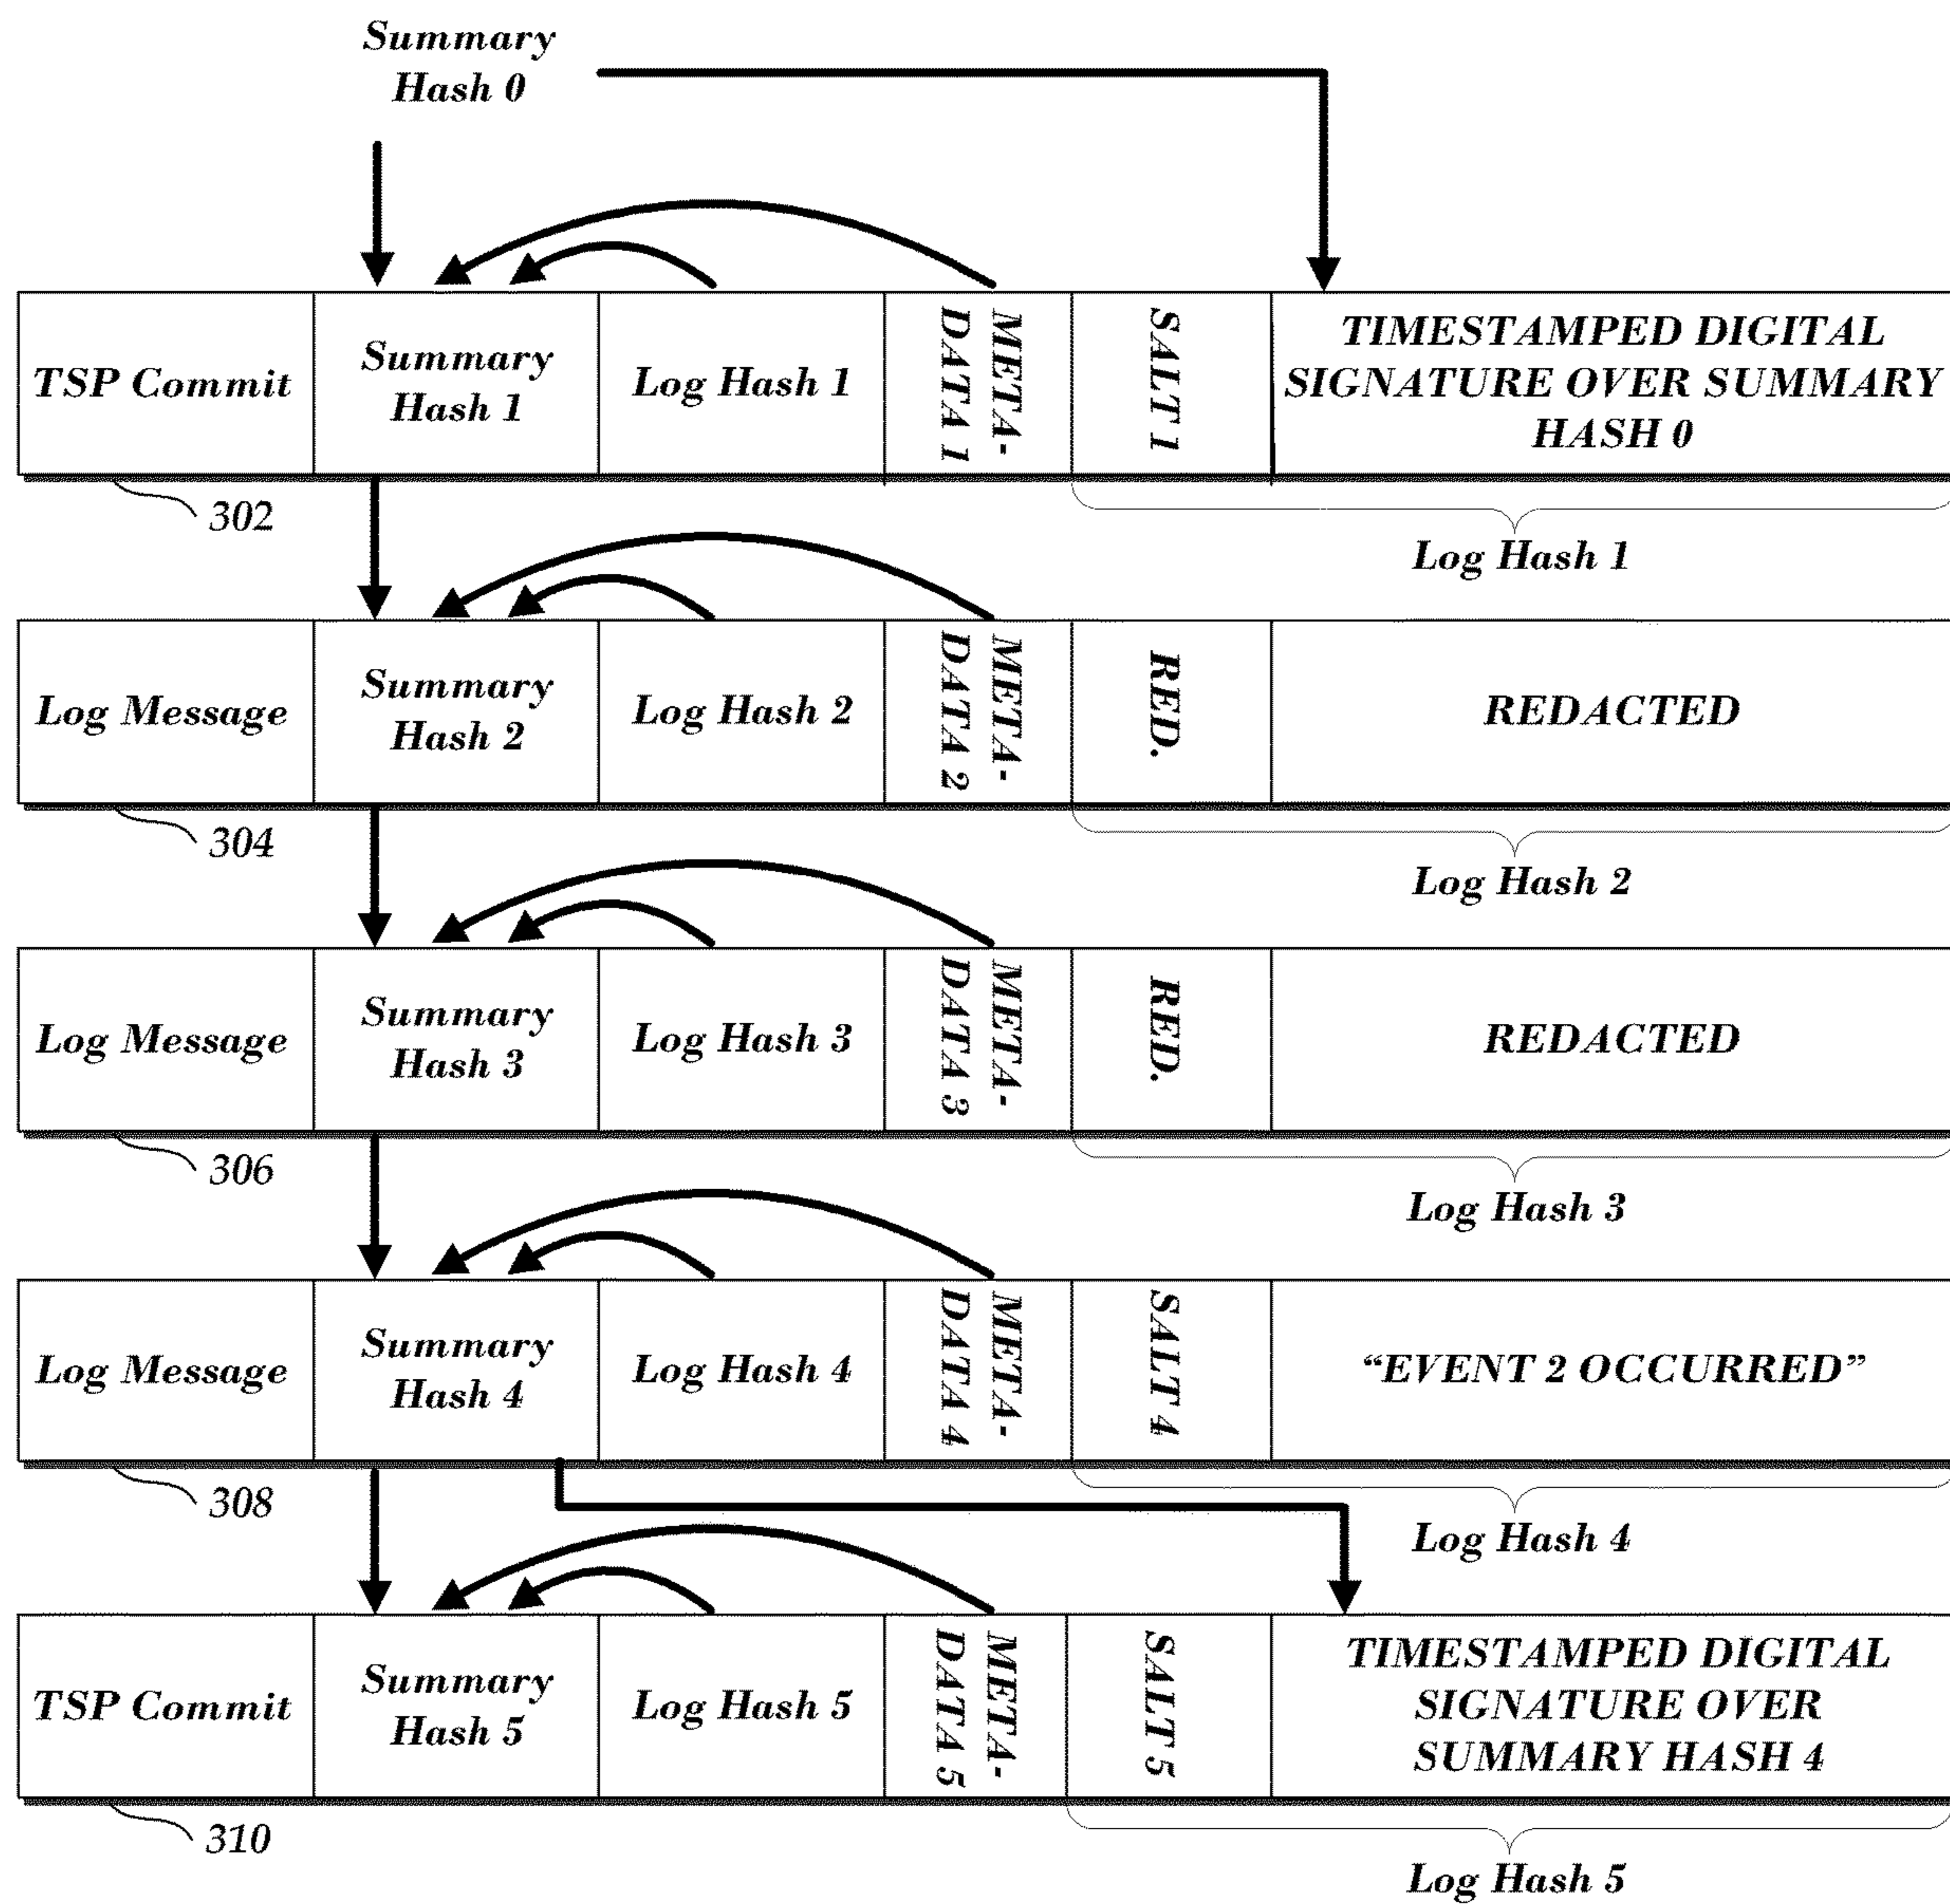 Summary
Hash 0
TSP Commit
Summary
Hash 1
Log Hash 1
META-
DATA 1
SALT 1
TIMESTAMPED DIGITAL
SIGNATURE OVER SUMMARY
HASH 0
302
Log Hash 1
Log Message
Summary
Hash 2
Log Hash 2
META-
DATA 2
RED.
REDACTED
304
Log Hash 2
Log Message
Summary
Hash 3
Log Hash 3
META-
DATA 3
RED.
REDACTED
306
Log Hash 3
Log Message
Summary
Hash 4
Log Hash 4
META-
DATA 4
SALT 4
“EVENT 2 OCCURRED”
308
Log Hash 4
TSP Commit
Summary
Hash 5
Log Hash 5
META-
DATA 5
SALT 5
TIMESTAMPED DIGITAL
SIGNATURE OVER
SUMMARY HASH 4
310
Log Hash 5